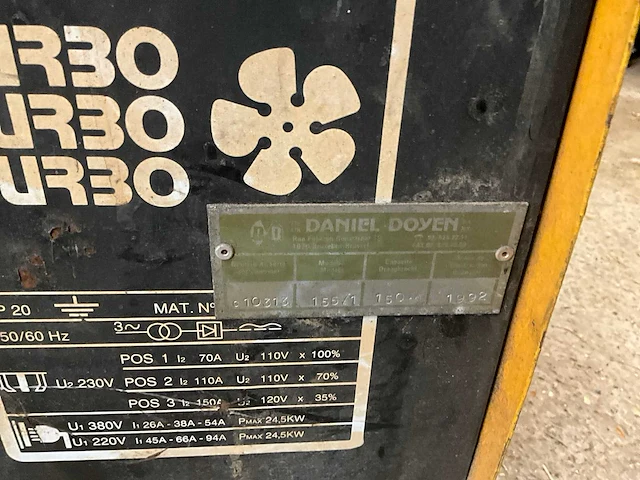 URBO
URBO
URBO
DANIEL DOYEN
510313 155/1 150 1992
P 20 MAT. Nº
50/60 Hz 3~
POS 1 I2 70A U2 110V x 100%
U2 230V POS 2 I2 110A U2 110V x 70%
POS 3 I2 150A U2 120V x 35%
U1 380V I1 26A - 38A - 54A PMAX 24,5KW
U1 220V I1 45A - 66A - 94A PMAX 24,5KW